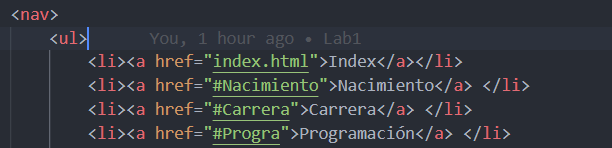 <nav>
<ul> You, 1 hour ago • Lab1
<li><a href="index.html">Index</a></li>
<li><a href="#Nacimiento">Nacimiento</a> </li>
<li><a href="#Carrera">Carrera</a> </li>
<li><a href="#Progra">Programación</a> </li>